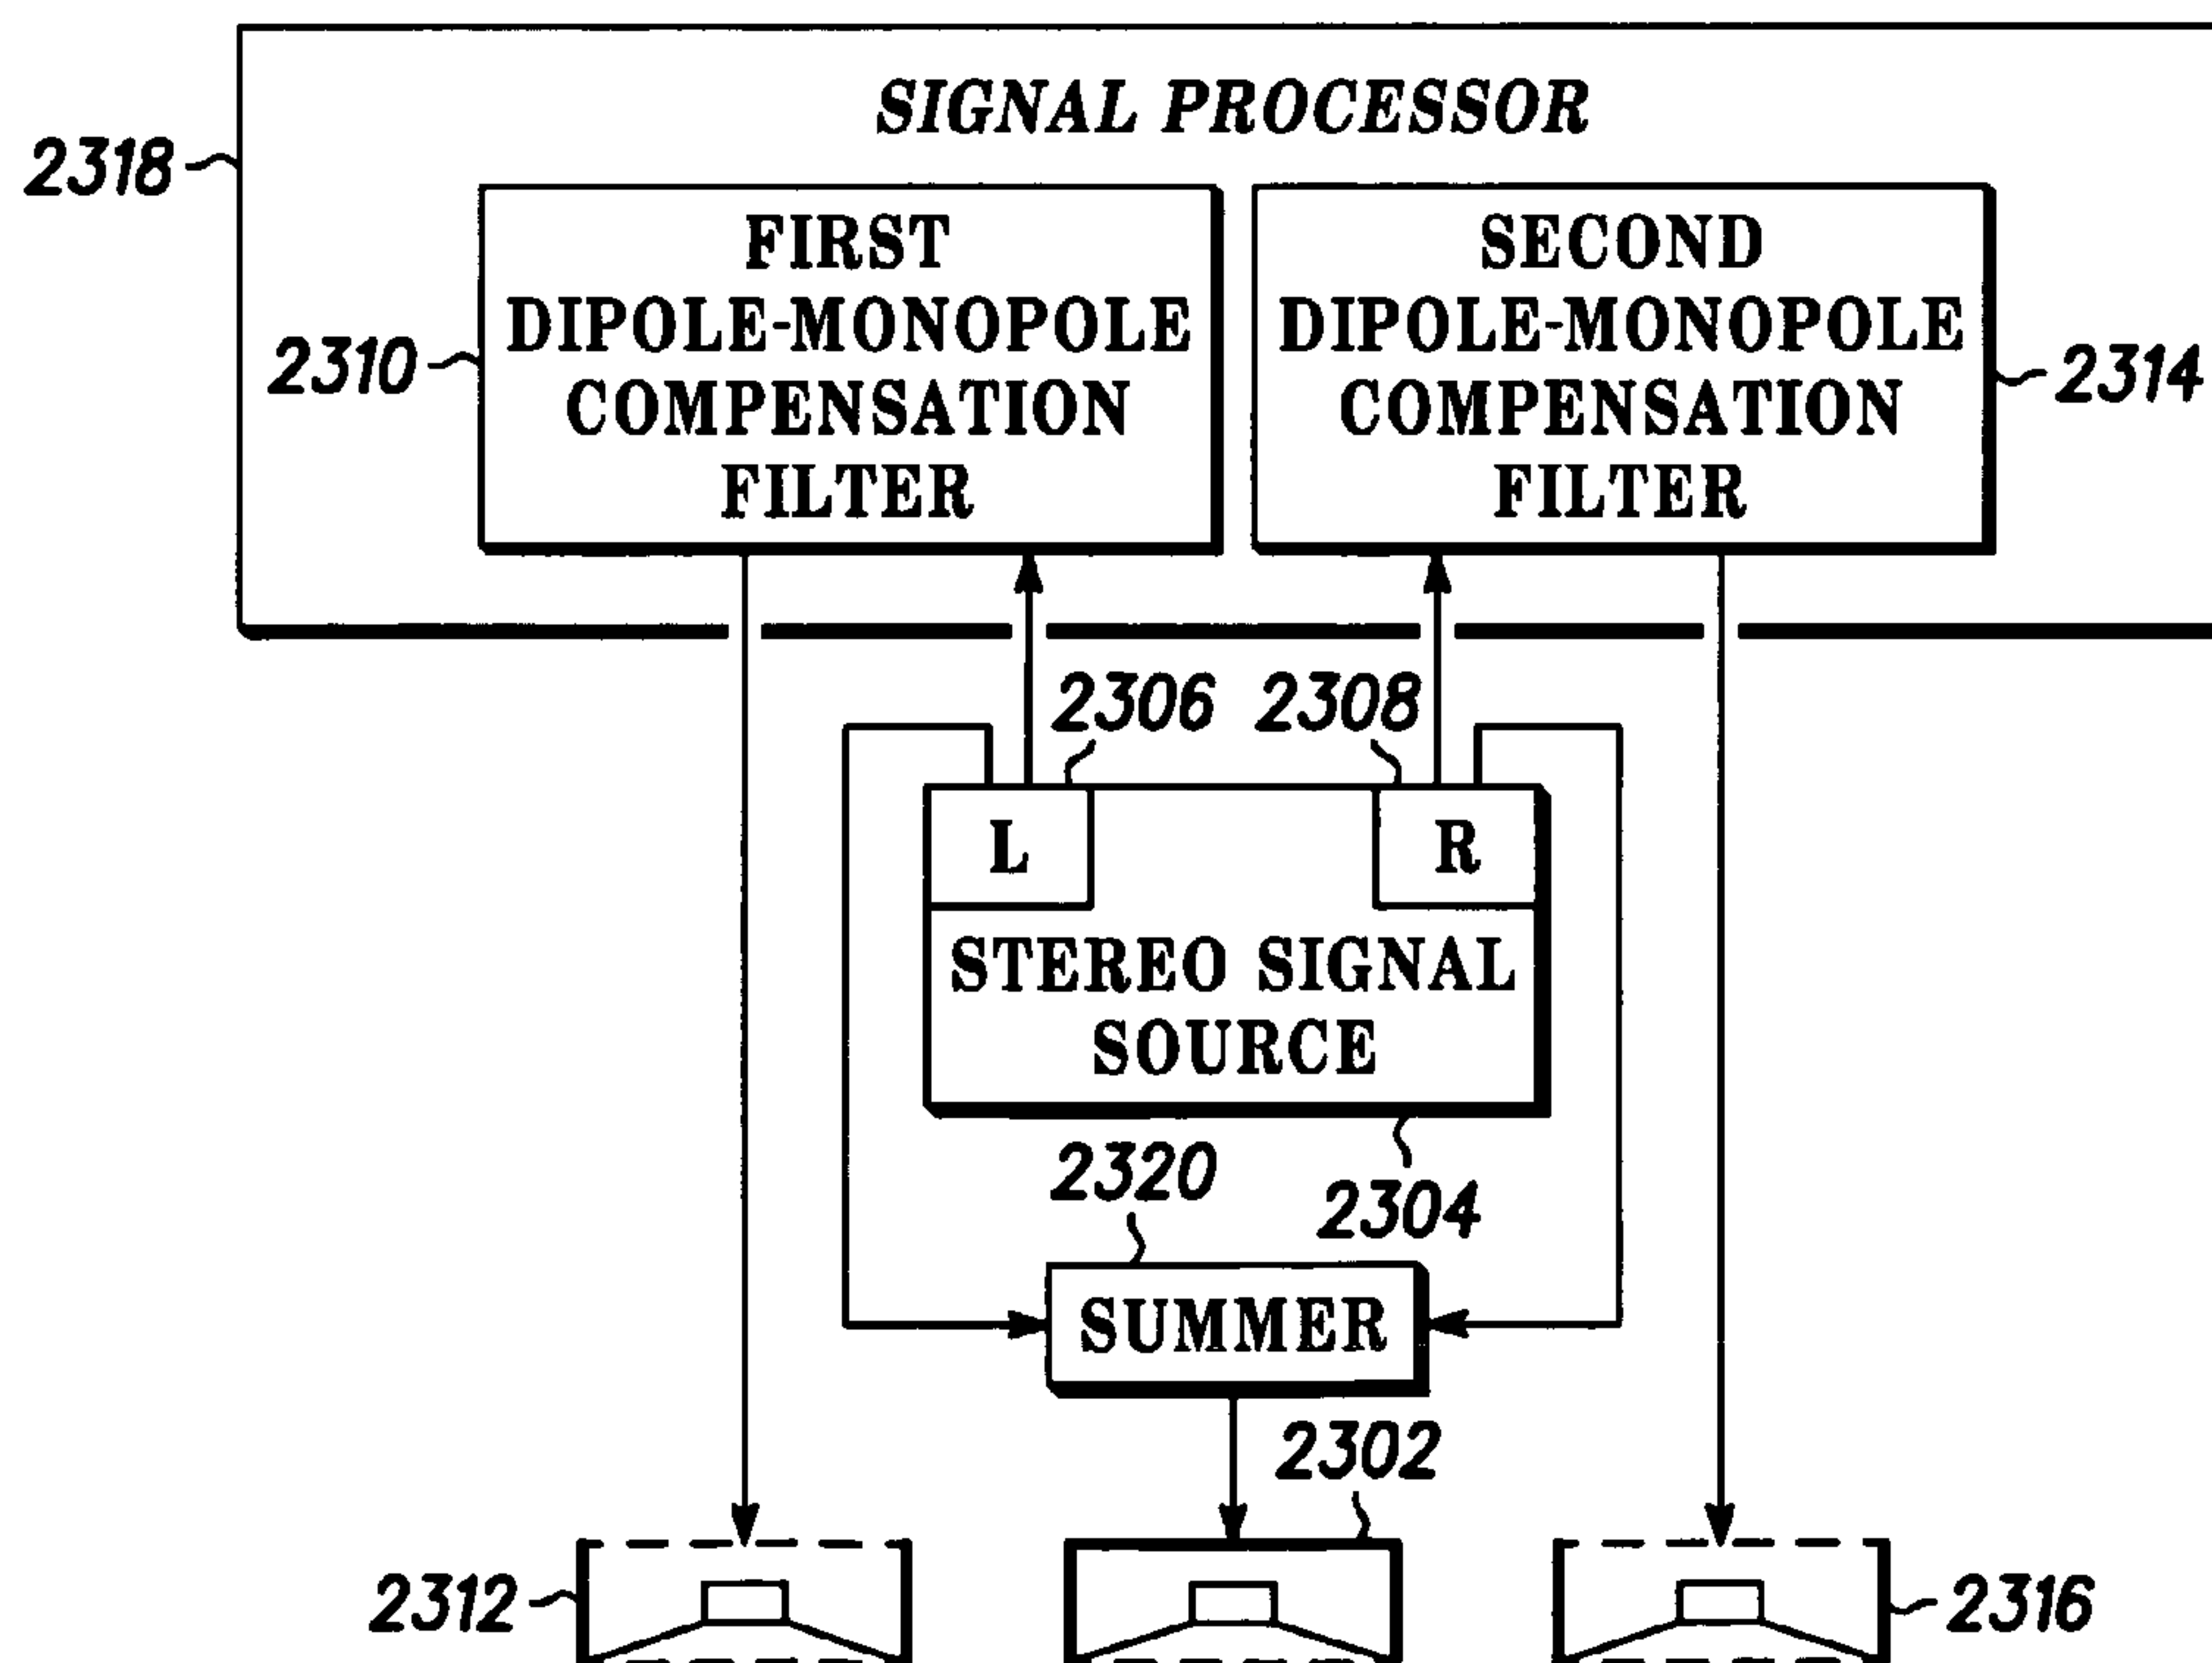 SIGNAL PROCESSOR
2318
FIRST
DIPOLE-MONOPOLE
COMPENSATION
FILTER
2310
SECOND
DIPOLE-MONOPOLE
COMPENSATION
FILTER
2314
2306
2308
L
R
STEREO SIGNAL
SOURCE
2320
2304
SUMMER
2302
2312
2316